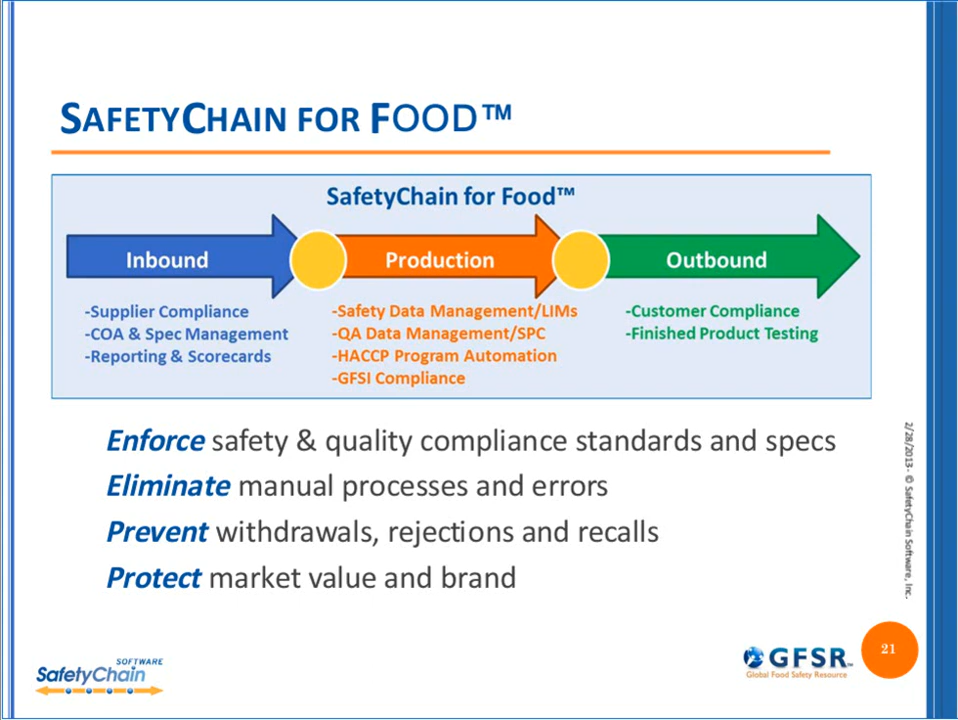 SAFETYCHAIN FOR FOOD™
SafetyChain for Food™
Inbound
Production
Outbound
-Supplier Compliance
-COA & Spec Management
-Reporting & Scorecards
-Safety Data Management/LIMs
-QA Data Management/SPC
-HACCP Program Automation
-GFSI Compliance
-Customer Compliance
-Finished Product Testing
Enforce safety & quality compliance standards and specs
Eliminate manual processes and errors
Prevent withdrawals, rejections and recalls
Protect market value and brand
2/28/2013 - © SafetyChain Software, Inc.
SOFTWARE
SafetyChain
GFSR™
Global Food Safety Resource
21